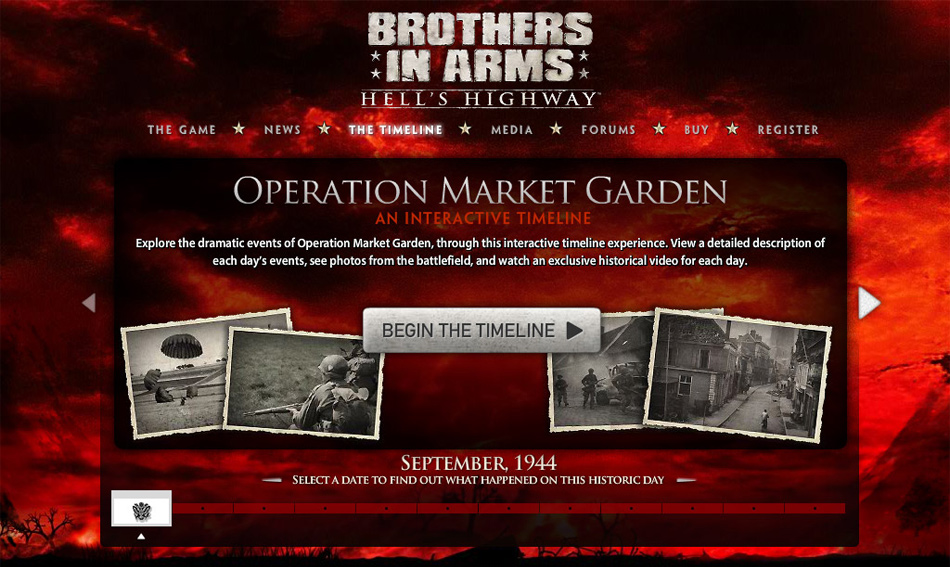 BROTHERS
IN ARMS
HELL'S HIGHWAY™
THE GAME NEWS THE TIMELINE MEDIA FORUMS BUY REGISTER
OPERATION MARKET GARDEN
AN INTERACTIVE TIMELINE
Explore the dramatic events of Operation Market Garden, through this interactive timeline experience. View a detailed description of
each day's events, see photos from the battlefield, and watch an exclusive historical video for each day.
BEGIN THE TIMELINE
SEPTEMBER, 1944
SELECT A DATE TO FIND OUT WHAT HAPPENED ON THIS HISTORIC DAY